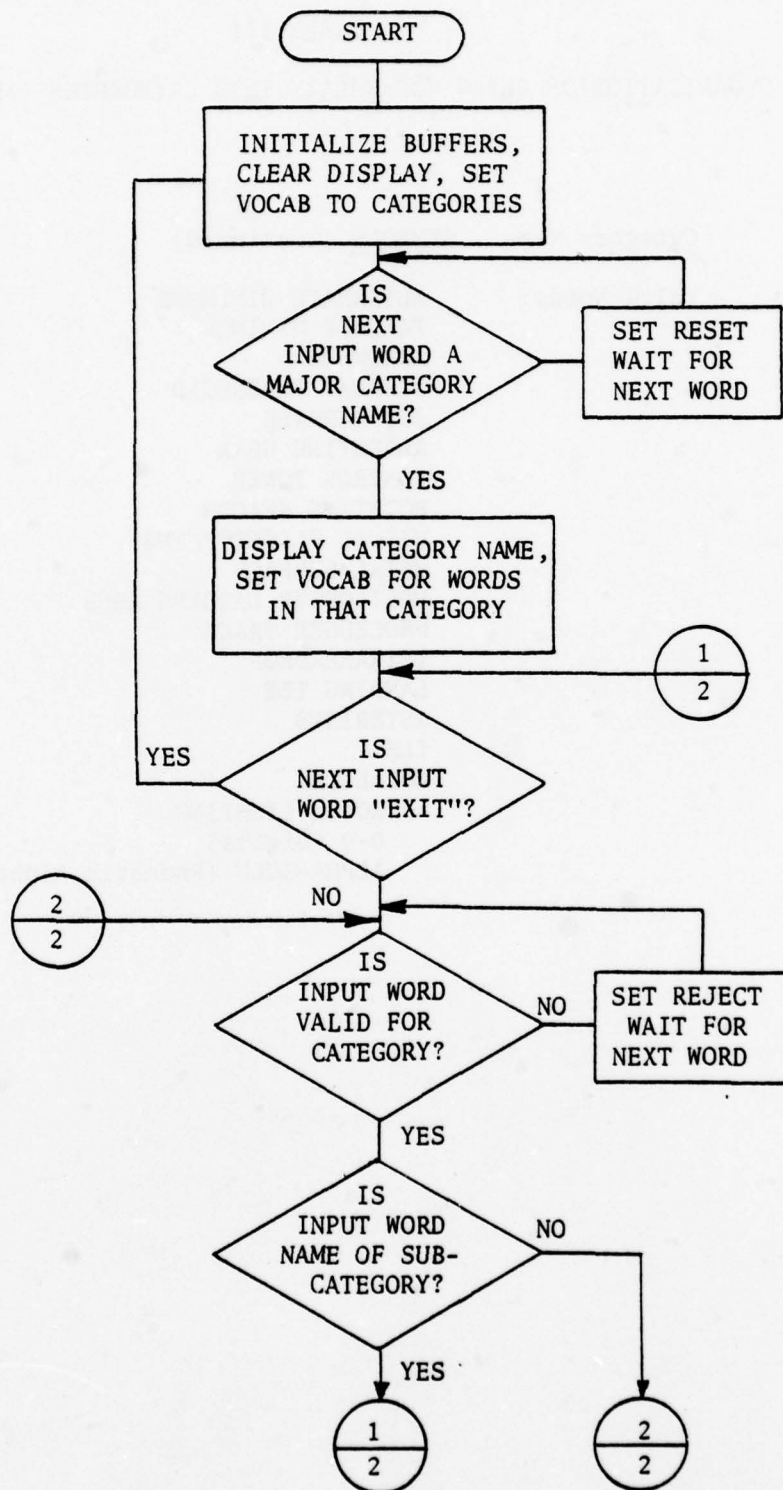 START
INITIALIZE BUFFERS,
CLEAR DISPLAY, SET
VOCAB TO CATEGORIES
IS
NEXT
INPUT WORD A
MAJOR CATEGORY
NAME?
SET RESET
WAIT FOR
NEXT WORD
YES
DISPLAY CATEGORY NAME,
SET VOCAB FOR WORDS
IN THAT CATEGORY
1
2
YES
IS
NEXT INPUT
WORD "EXIT"?
NO
2
2
IS
INPUT WORD
VALID FOR
CATEGORY?
NO
SET REJECT
WAIT FOR
NEXT WORD
YES
IS
INPUT WORD
NAME OF SUB-
CATEGORY?
NO
YES
1
2
2
2